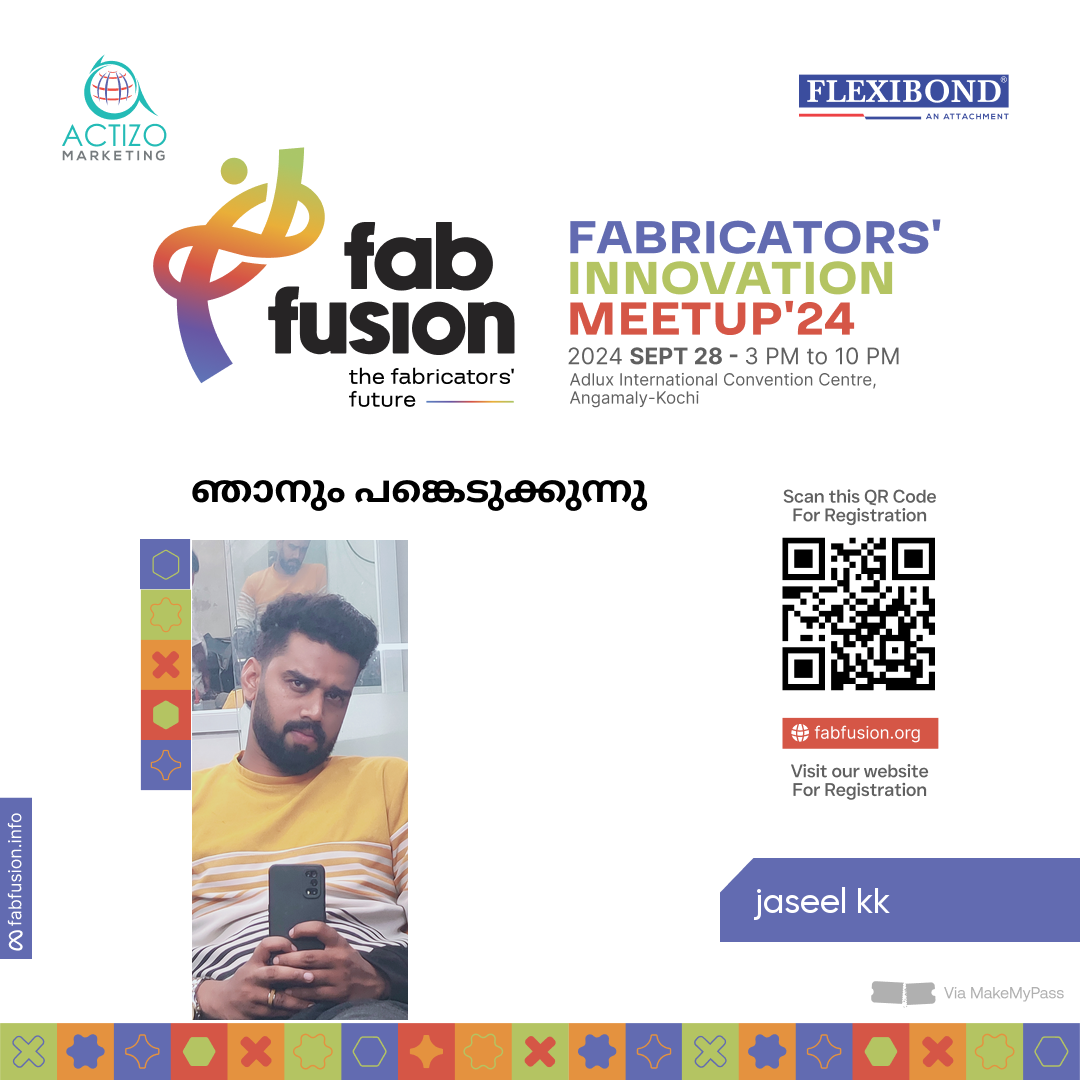 ACTIZO
MARKETING
FLEXIBOND®
AN ATTACHMENT
fab
fusion
the fabricators'
future
FABRICATORS'
INNOVATION
MEETUP'24
2024 SEPT 28 - 3 PM to 10 PM
Adlux International Convention Centre,
Angamaly-Kochi
ഞാനും പങ്കെടുക്കുന്നു
Scan this QR Code
For Registration
fabfusion.org
Visit our website
For Registration
fabfusion.info
jaseel kk
Via MakeMyPass